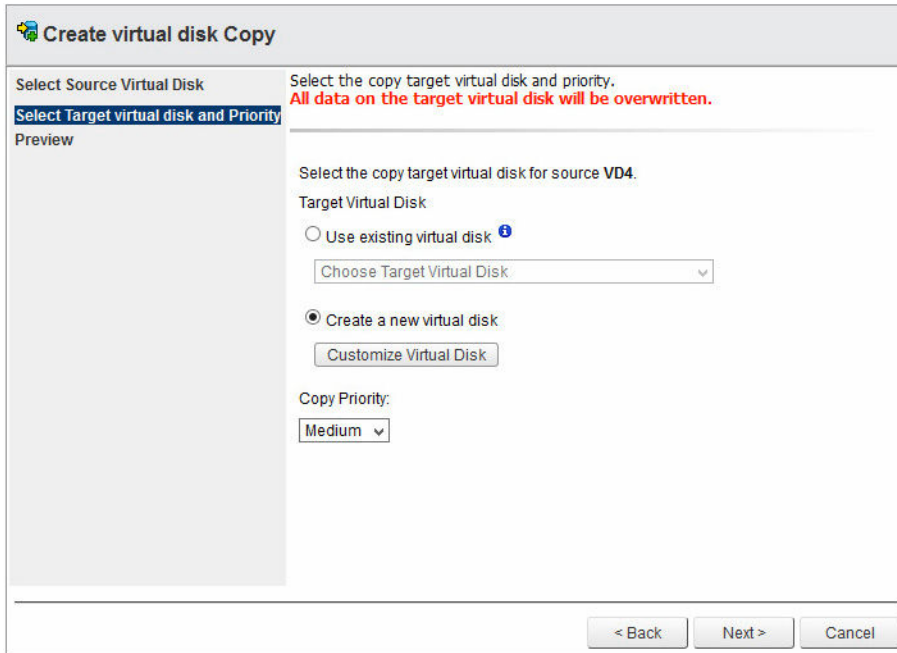 Create virtual disk Copy
Select Source Virtual Disk
Select Target virtual disk and Priority
Preview
Select the copy target virtual disk and priority.
All data on the target virtual disk will be overwritten.
Select the copy target virtual disk for source VD4.
Target Virtual Disk
Use existing virtual disk
Choose Target Virtual Disk
Create a new virtual disk
Customize Virtual Disk
Copy Priority:
Medium
< Back
Next >
Cancel